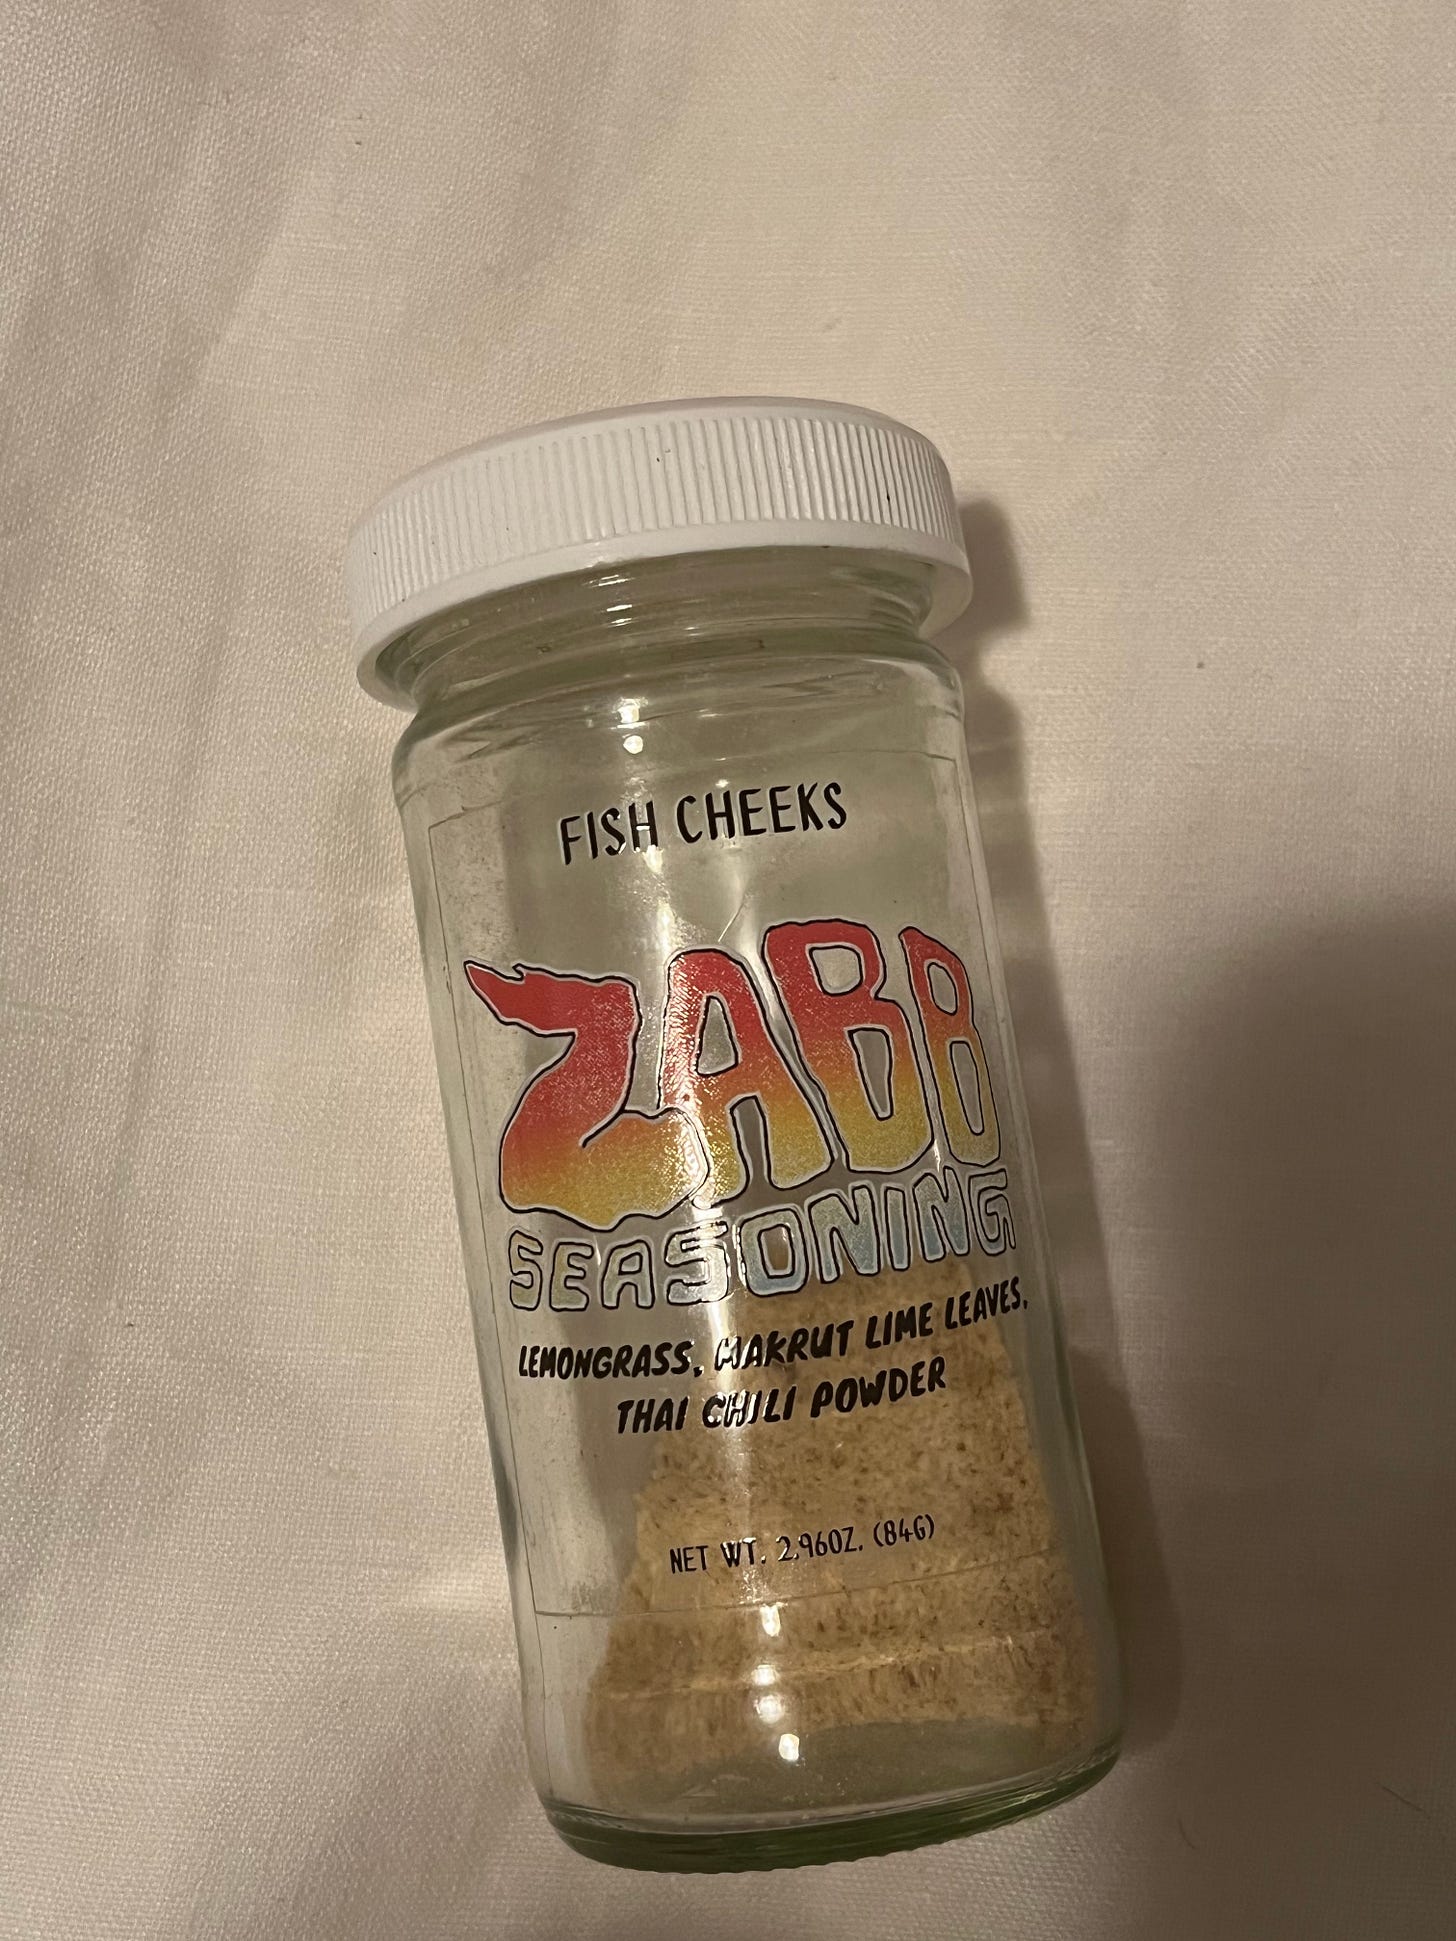 FISH CHEEKS
ZABB
SEASONING
LEMONGRASS, MAKRUT LIME LEAVES,
THAI CHILI POWDER
NET WT. 2.96OZ. (84G)